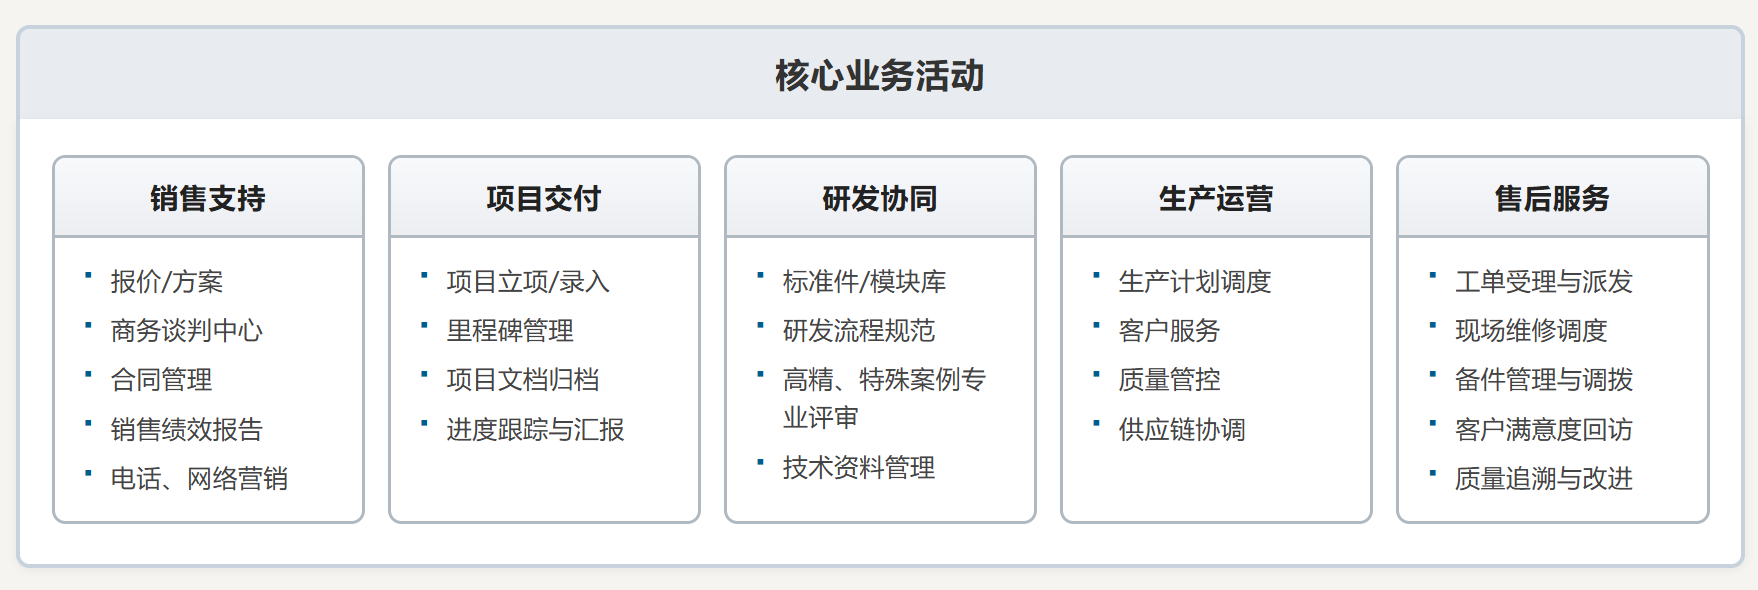 核心业务活动
销售支持
报价/方案
商务谈判中心
合同管理
销售绩效报告
电话、网络营销
项目交付
项目立项/录入
里程碑管理
项目文档归档
进度跟踪与汇报
研发协同
标准件/模块库
研发流程规范
高精、特殊案例专
业评审
技术资料管理
生产运营
生产计划调度
客户服务
质量管控
供应链协调
售后服务
工单受理与派发
现场维修调度
备件管理与调拨
客户满意度回访
质量追溯与改进